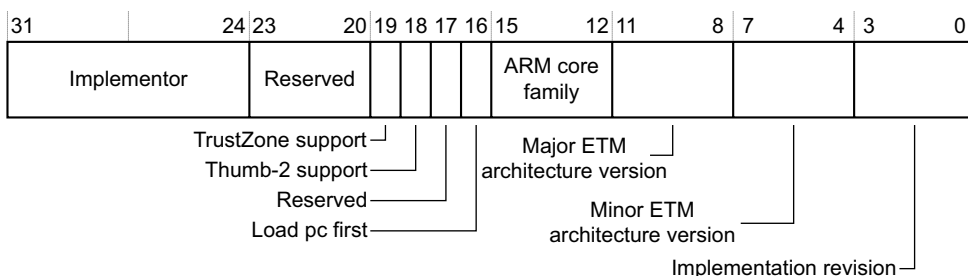 31 24 23 20 19 18 17 16 15 12 11 8 7 4 3 0
Implementor Reserved ARM core
family
TrustZone support
Thumb-2 support
Reserved
Load pc first
Major ETM
architecture version
Minor ETM
architecture version
Implementation revision